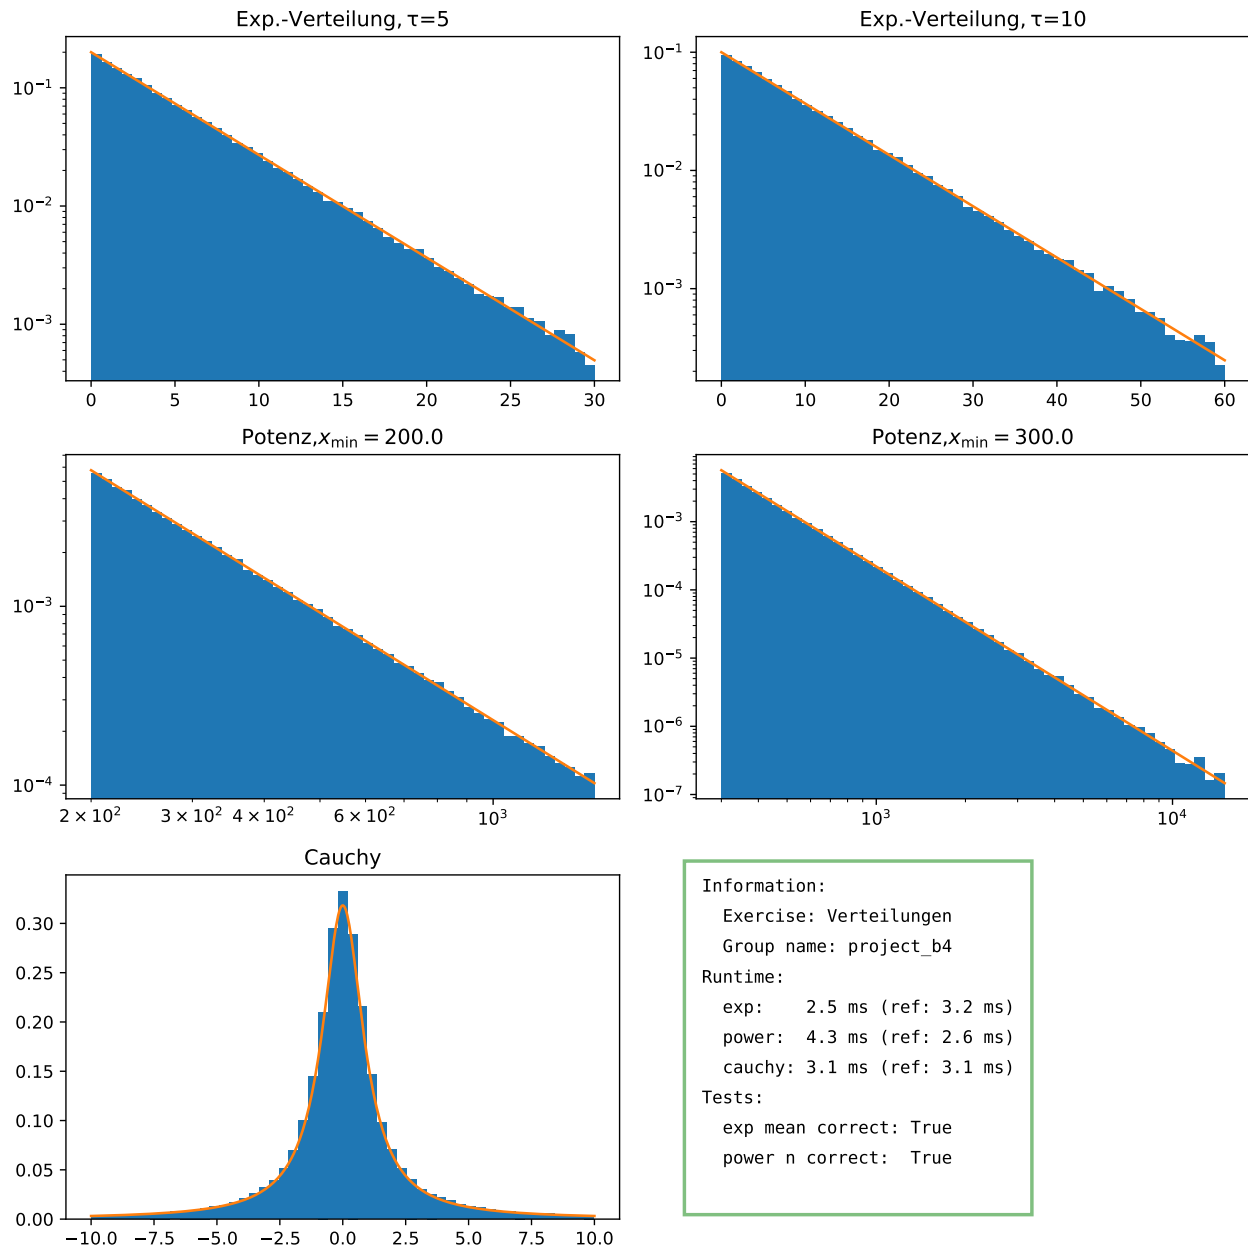 Exp.-Verteilung, τ=5
10⁻¹
10⁻²
10⁻³
0 5 10 15 20 25 30
Exp.-Verteilung, τ=10
10⁻¹
10⁻²
10⁻³
0 10 20 30 40 50 60
Potenz,x_min = 200.0
10⁻³
10⁻⁴
2 × 10² 3 × 10² 4 × 10² 6 × 10² 10³
Potenz,x_min = 300.0
10⁻³
10⁻⁴
10⁻⁵
10⁻⁶
10⁻⁷
10³ 10⁴
Cauchy
0.30
0.25
0.20
0.15
0.10
0.05
0.00
−10.0 −7.5 −5.0 −2.5 0.0 2.5 5.0 7.5 10.0
Information:
Exercise: Verteilungen
Group name: project_b4
Runtime:
exp: 2.5 ms (ref: 3.2 ms)
power: 4.3 ms (ref: 2.6 ms)
cauchy: 3.1 ms (ref: 3.1 ms)
Tests:
exp mean correct: True
power n correct: True